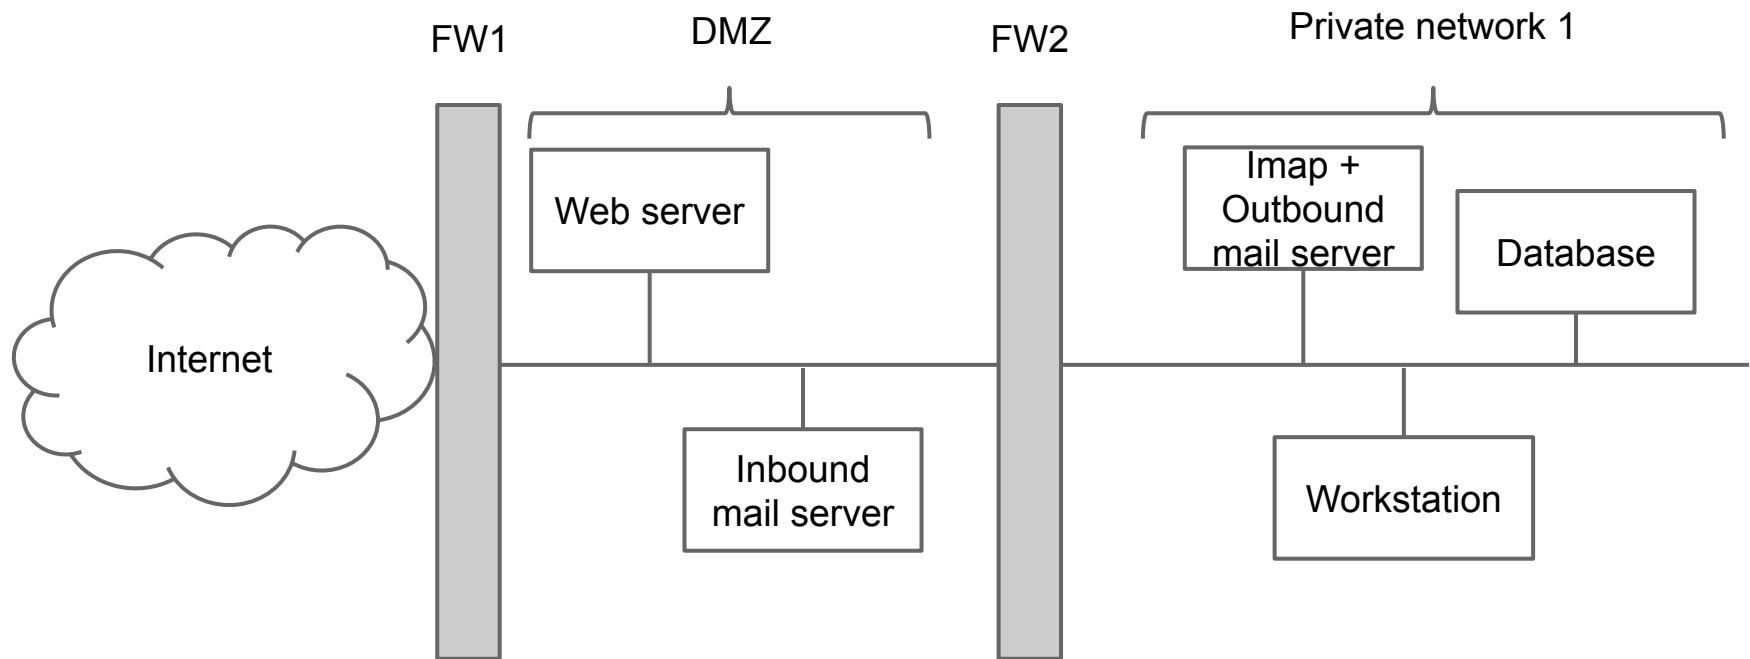 FW1
DMZ
FW2
Private network 1
Web server
Imap +
Outbound
mail server
Database
Internet
Inbound
mail server
Workstation